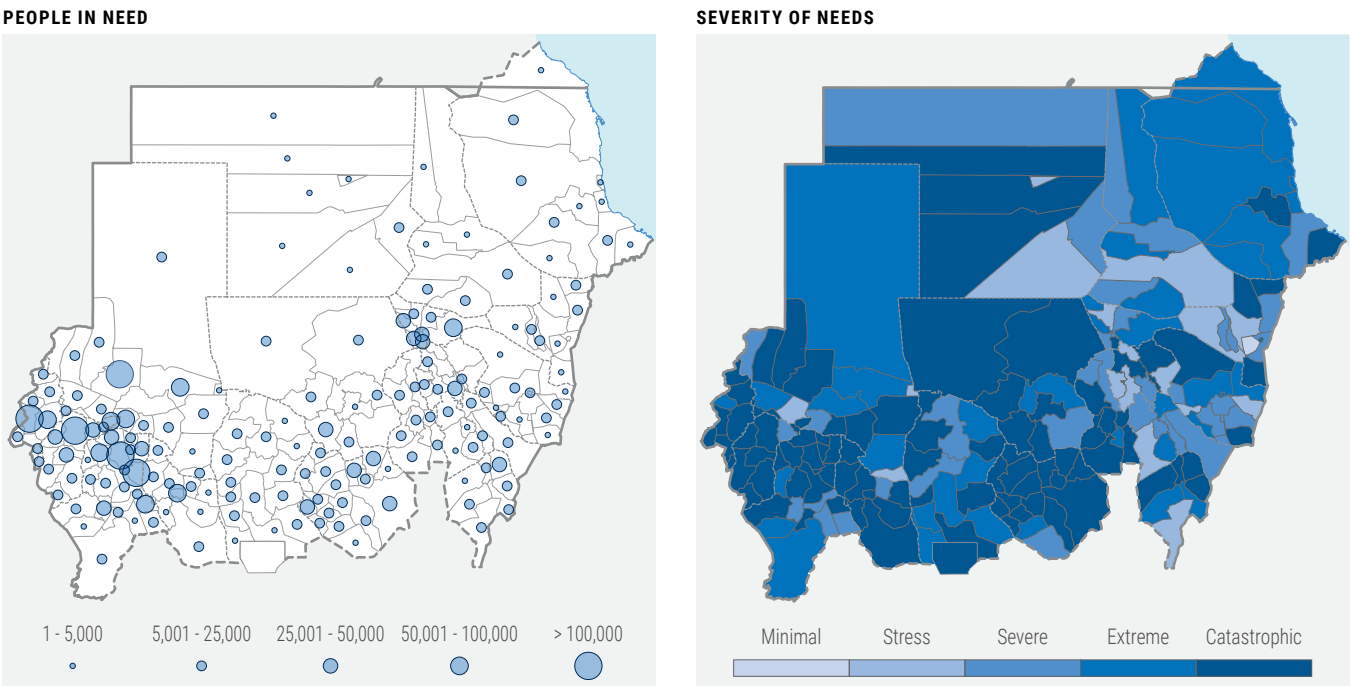 PEOPLE IN NEED
SEVERITY OF NEEDS
1 - 5,000 5,001 - 25,000 25,001 - 50,000 50,001 - 100,000 > 100,000
Minimal Stress Severe Extreme Catastrophic